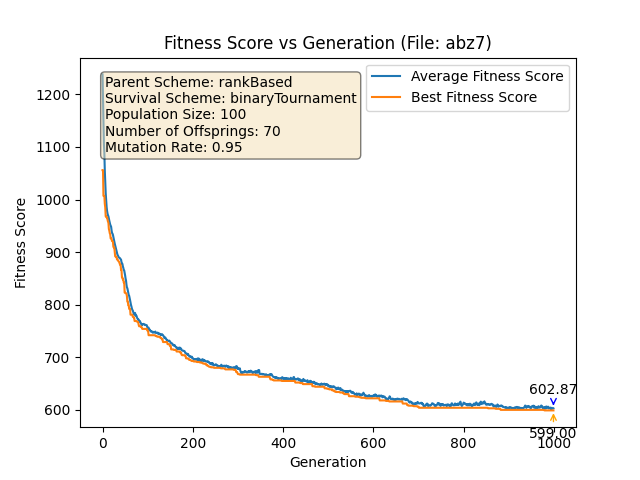 Fitness Score vs Generation (File: abz7)
Parent Scheme: rankBased
Survival Scheme: binaryTournament
Population Size: 100
Number of Offsprings: 70
Mutation Rate: 0.95
Average Fitness Score
Best Fitness Score
Fitness Score
1200
1100
1000
900
800
700
600
602.87
599.00
0
200
400
600
800
1000
Generation